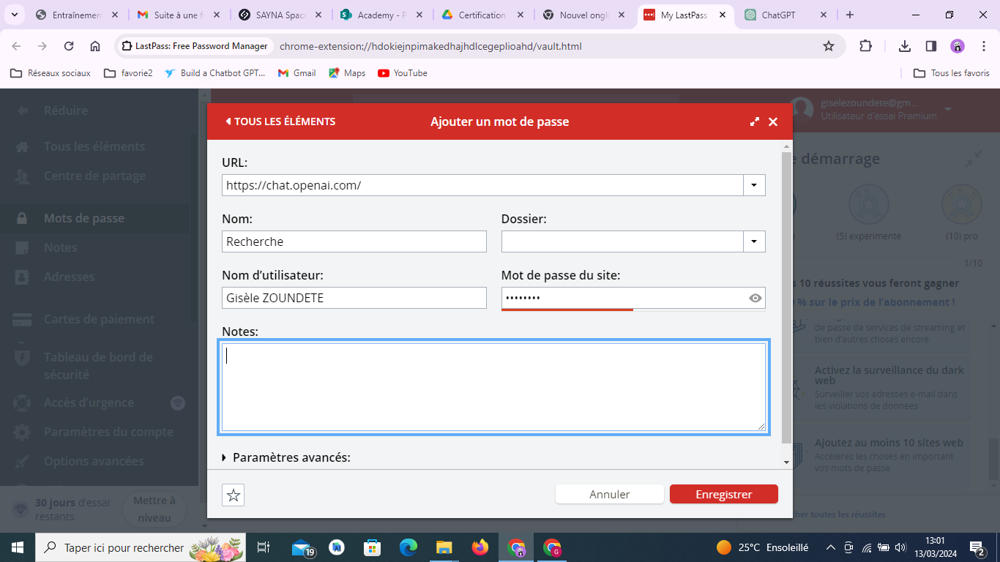 Entraînemen
Suite à une f
SAYNA Spac
Academy - P
Certification
Nouvel ongl
My LastPass
ChatGPT
LastPass: Free Password Manager
chrome-extension://hdokiejnpimakedhajhdlcegeplioahd/vault.html
Réseaux sociaux
favorie2
Build a Chatbot GPT...
Gmail
Maps
YouTube
Tous les favoris
Réduire
Tous les éléments
Centre de partage
Mots de passe
Notes
Adresses
Cartes de paiement
Tableau de bord de
sécurité
Accès d'urgence
Paramètres du compte
Options avancées
30 jours d'essai
restants.
Mettre à
niveau
TOUS LES ÉLÉMENTS
Ajouter un mot de passe
URL:
https://chat.openai.com/
Nom:
Dossier:
Recherche
Nom d'utilisateur:
Mot de passe du site:
Gisèle ZOUNDETE
••••••••
Notes:
Paramètres avancés:
Annuler
Enregistrer
giselezoundete@gm...
Utilisateur d'essai Premium
démarrage
(5) expérimenté
(10) pro
1/10
10 réussites vous feront gagner
% sur le prix de l'abonnement !
de passe de services de streaming et
bien d'autres choses encore
Activez la surveillance du dark
web
Surveiller vos adresses e-mail dans
les violations de données
Ajoutez au moins 10 sites web
Accélérez les choses en important
vos mots de passe
toutes les réussites
Taper ici pour rechercher
19
G
25°C Ensoleillé
13:01
13/03/2024
2